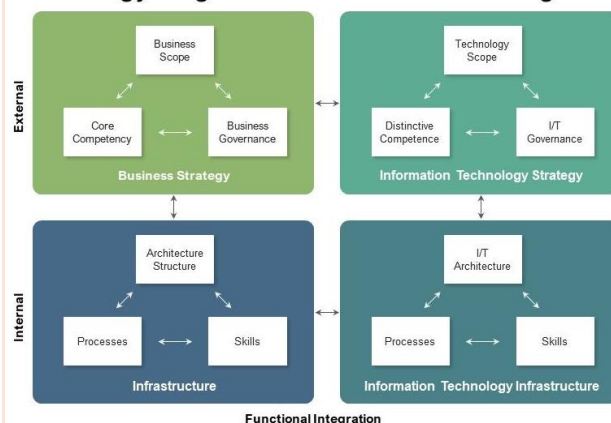 External
Business
Scope
Core
Competency
Business
Governance
Business Strategy
Technology
Scope
Distinctive
Competence
I/T
Governance
Information Technology Strategy
Internal
Architecture
Structure
Processes
Skills
Infrastructure
I/T
Architecture
Processes
Skills
Information Technology Infrastructure
Functional Integration